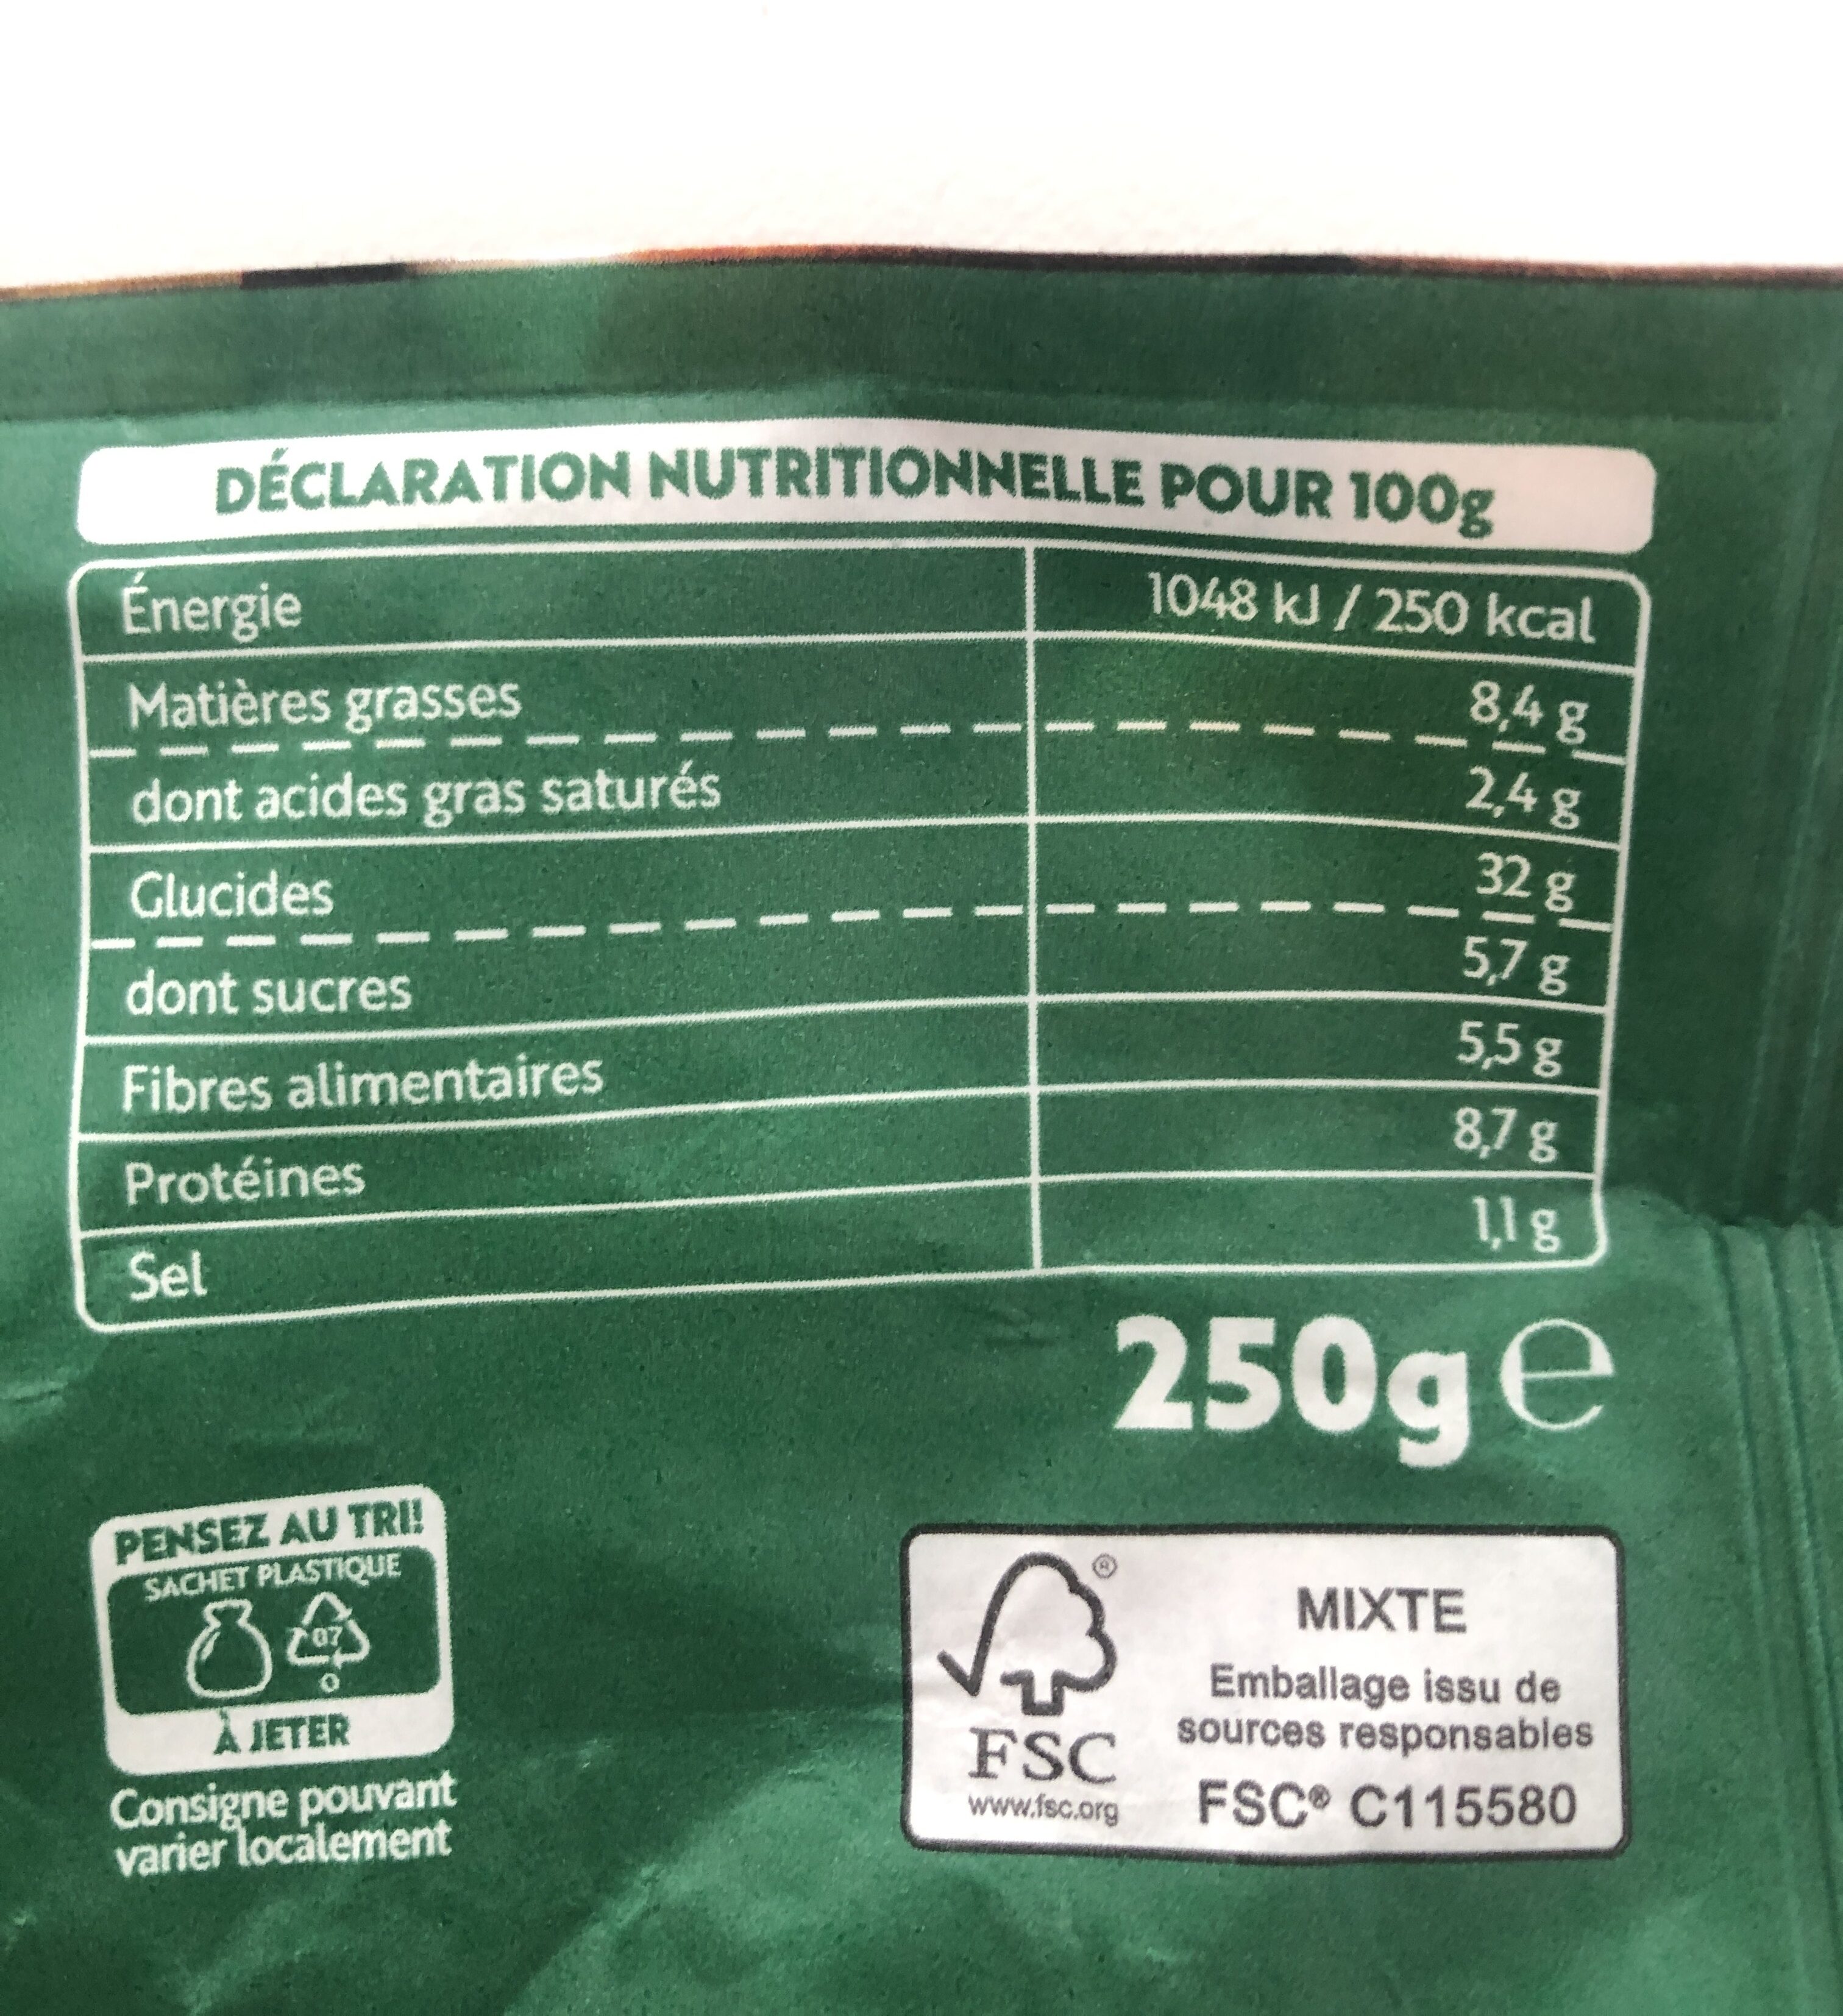 DÉCLARATION NUTRITIONNELLE POUR 100g
Énergie 1048 kJ / 250 kcal
Matières grasses 8,4 g
dont acides gras saturés 2,4 g
Glucides 32 g
dont sucres 5,7 g
Fibres alimentaires 5,5 g
Protéines 8,7 g
Sel 1,1 g
250g e
PENSEZ AU TRI!
SACHET PLASTIQUE
07
O
À JETER
Consigne pouvant
varier localement
®
FSC
www.fsc.org
MIXTE
Emballage issu de
sources responsables
FSC® C115580